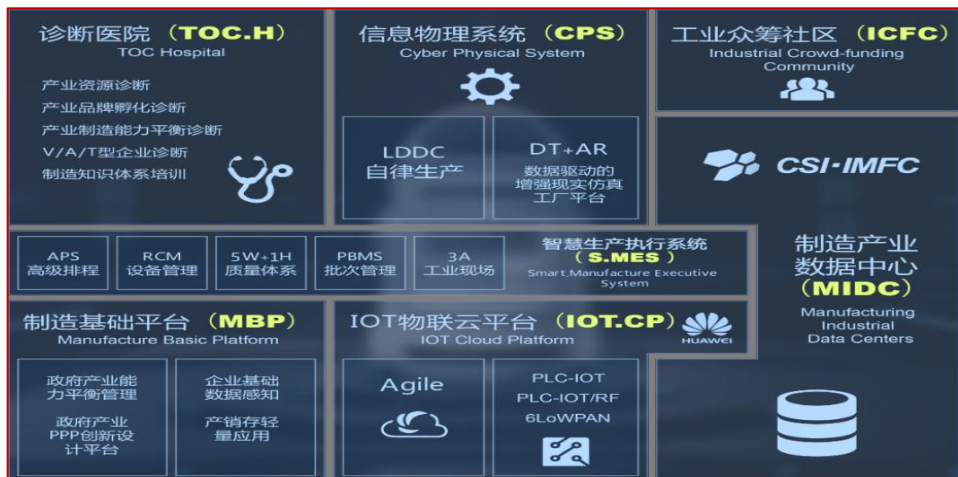 诊断医院（TOC.H）
TOC Hospital
产业资源诊断
产业品牌孵化诊断
产业制造能力平衡诊断
V/A/T型企业诊断
制造知识体系培训
信息物理系统（CPS）
Cyber Physical System
LDDC
自律生产
DT+AR
数据驱动的
增强现实仿真
工厂平台
工业众筹社区（ICFC）
Industrial Crowd-funding
Community
CSI·IMFC
制造产业
数据中心
（MIDC）
Manufacturing
Industrial
Data Centers
APS
高级排程
RCM
设备管理
5W+1H
质量体系
PBMS
批次管理
3A
工业现场
智慧生产执行系统
（S.MES）
Smart,Manufacture Executive
System
制造基础平台（MBP）
Manufacture Basic Platform
政府产业能
力平衡管理
政府产业
PPP创新设
计平台
企业基础
数据感知
产销存轻
量应用
IOT物联云平台（IOT.CP）
IOT Cloud Platform
HUAWEI
Agile
PLC-IOT
PLC-IOT/RF
6LoWPAN